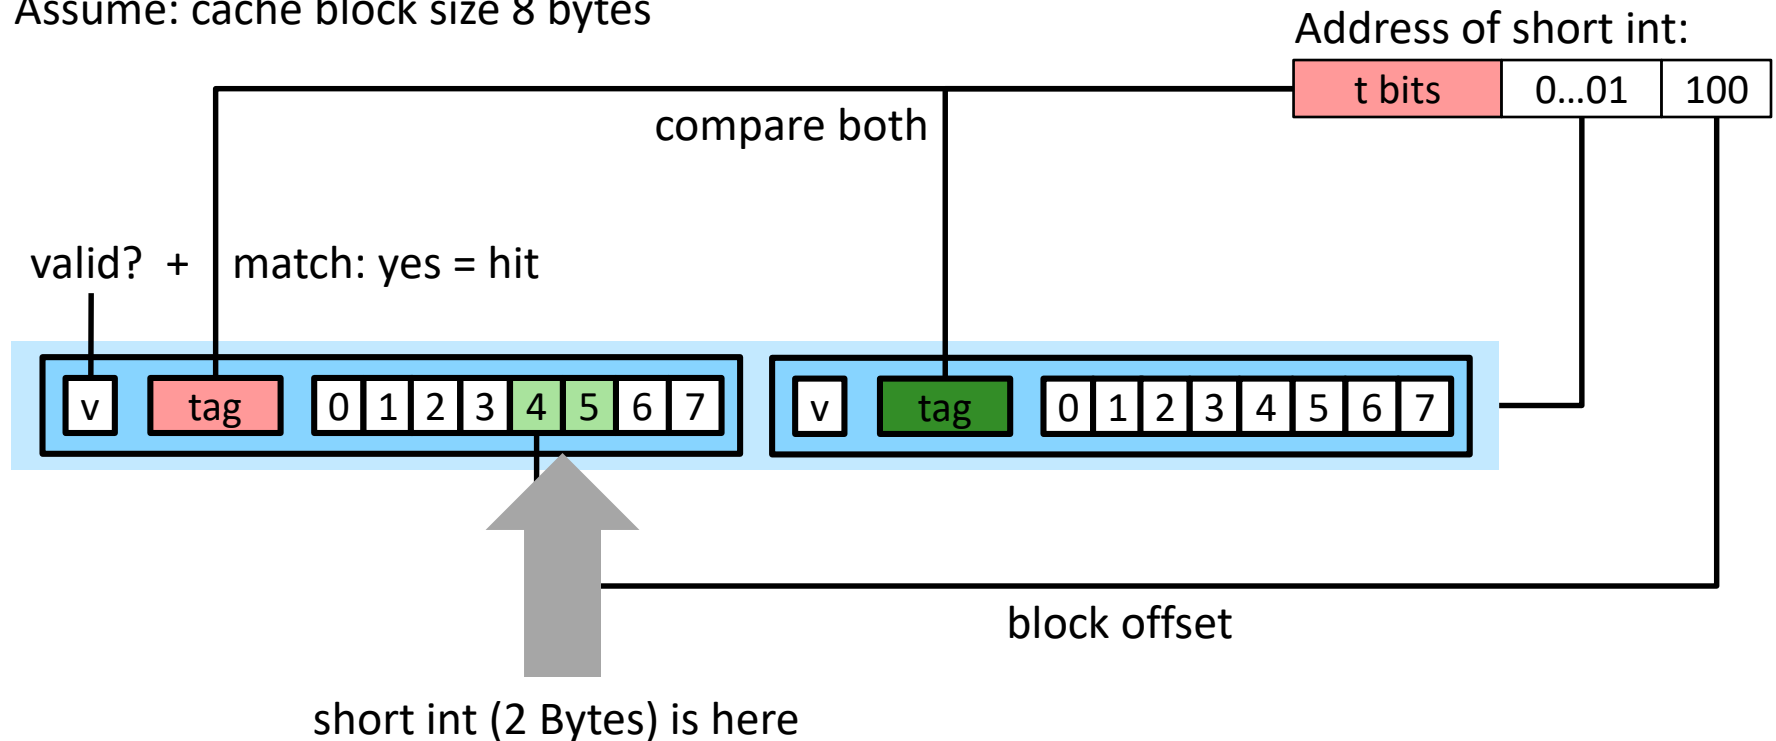 Assume: cache block size 8 bytes
Address of short int:
t bits 0...01 100
compare both
valid? + match: yes = hit
v tag 0 1 2 3 4 5 6 7 v tag 0 1 2 3 4 5 6 7
block offset
short int (2 Bytes) is here